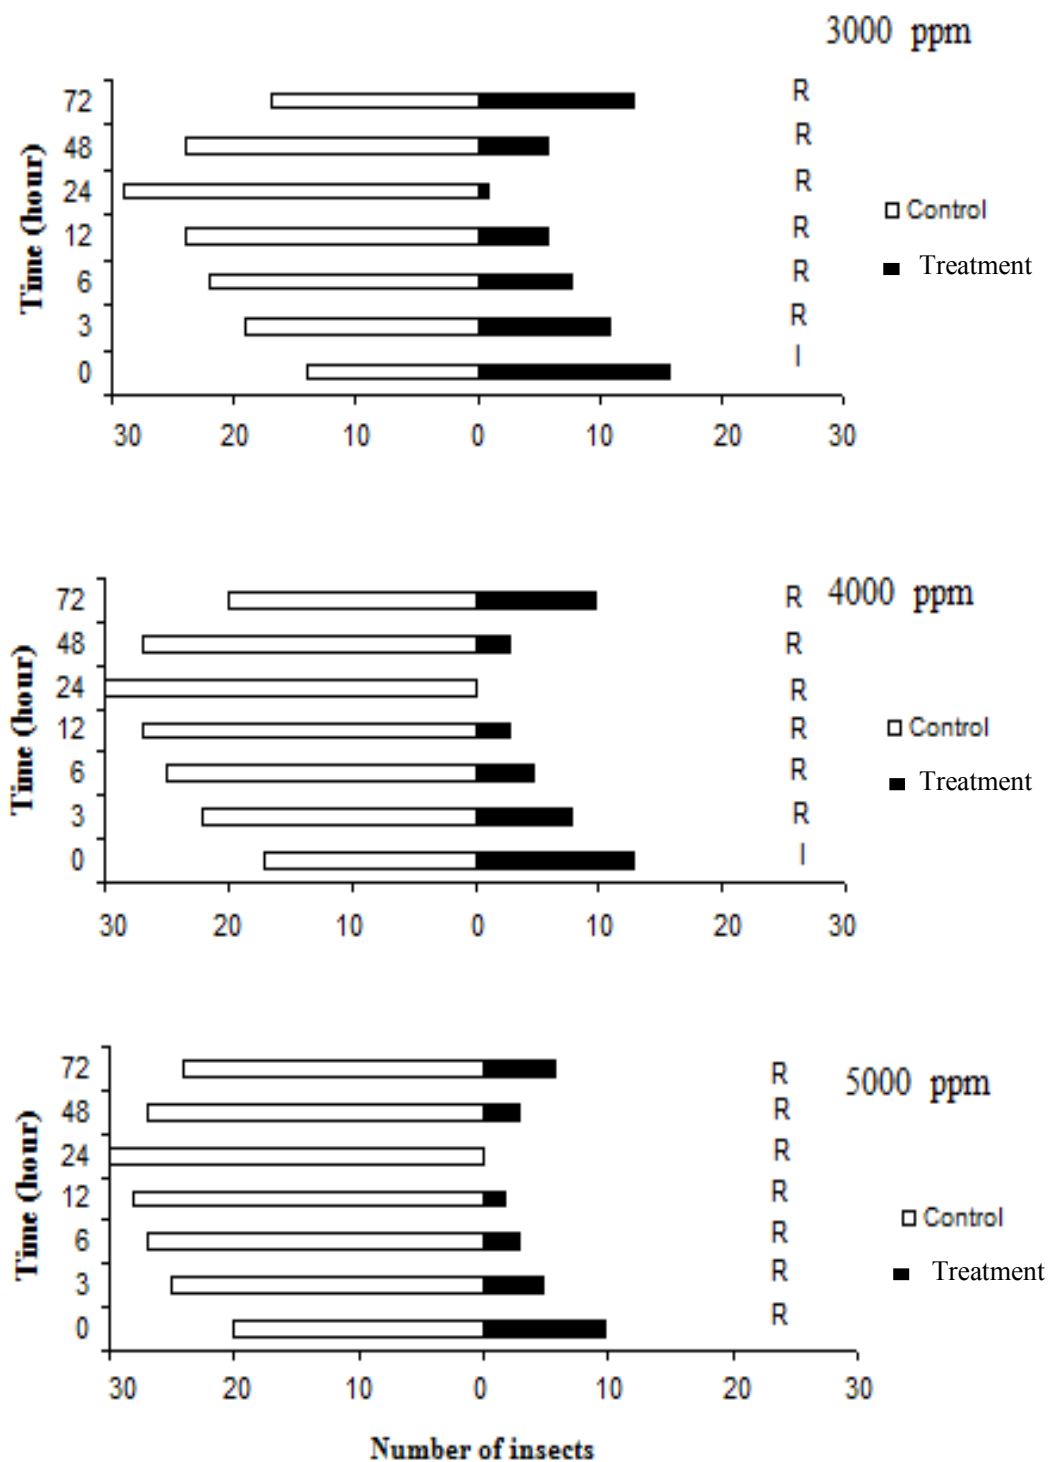 3000 ppm
72 R
48 R
24 R
12 R
6 R
3 R
0 I
Time (hour)
Control
Treatment
30 20 10 0 10 20 30
4000 ppm
72 R
48 R
24 R
12 R
6 R
3 R
0 I
Time (hour)
Control
Treatment
30 20 10 0 10 20 30
5000 ppm
72 R
48 R
24 R
12 R
6 R
3 R
0 R
Time (hour)
Control
Treatment
30 20 10 0 10 20 30
Number of insects